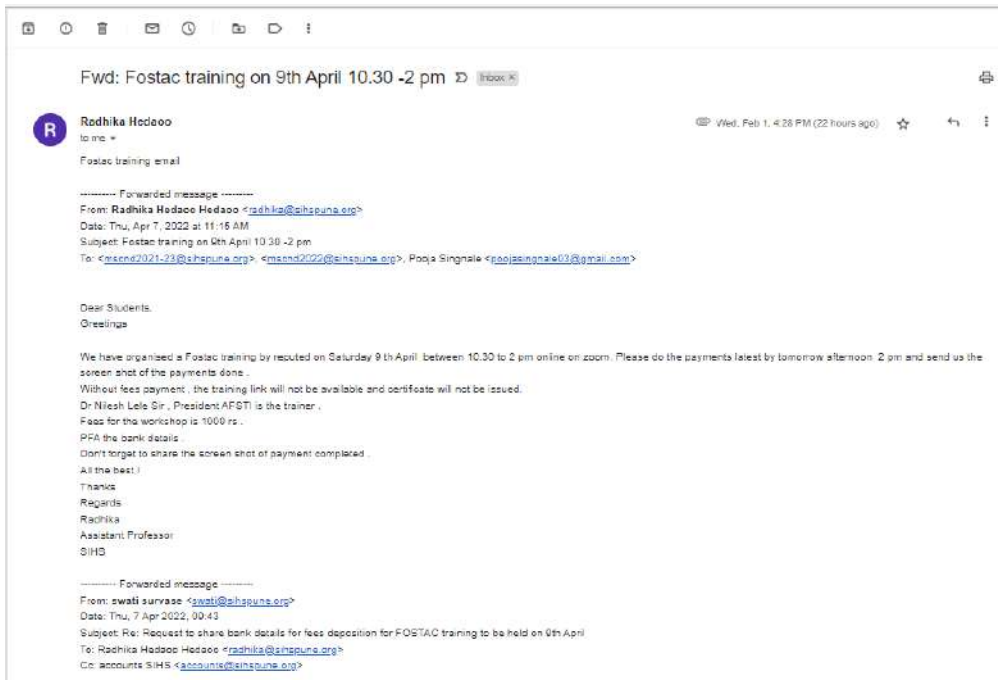 Fwd: Fostac training on 9th April 10.30 -2 pm Inbox ×
R
Radhika Hedaoo
Wed, Feb 1, 4:28 PM (22 hours ago)
to me
Fostac training email
---------- Forwarded message ---------
From: Radhika Hedaoo Hedaoo <radhika@sihspune.org>
Date: Thu, Apr 7, 2022 at 11:15 AM
Subject: Fostac training on 9th April 10.30 -2 pm
To: <mscnd2021-23@sihspune.org>, <mscnd2022@sihspune.org>, Pooja Singnale <poojasingnale03@gmail.com>
Dear Students,
Greetings
We have organised a Fostac training by reputed on Saturday 9 th April between 10.30 to 2 pm online on zoom. Please do the payments latest by tomorrow afternoon 2 pm and send us the
screen shot of the payments done .
Without fees payment , the training link will not be available and certificate will not be issued.
Dr Nilesh Lele Sir , President AFSTI is the trainer .
Fees for the workshop is 1000 rs .
PFA the bank details .
Don't forget to share the screen shot of payment completed .
All the best !
Thanks
Regards
Radhika
Assistant Professor
SIHS
---------- Forwarded message ---------
From: swati survase <swati@sihspune.org>
Date: Thu, 7 Apr 2022, 09:43
Subject: Re: Request to share bank details for fees deposition for FOSTAC training to be held on 9th April
To: Radhika Hedaoo Hedaoo <radhika@sihspune.org>
Cc: accounts SIHS <accounts@sihspune.org>